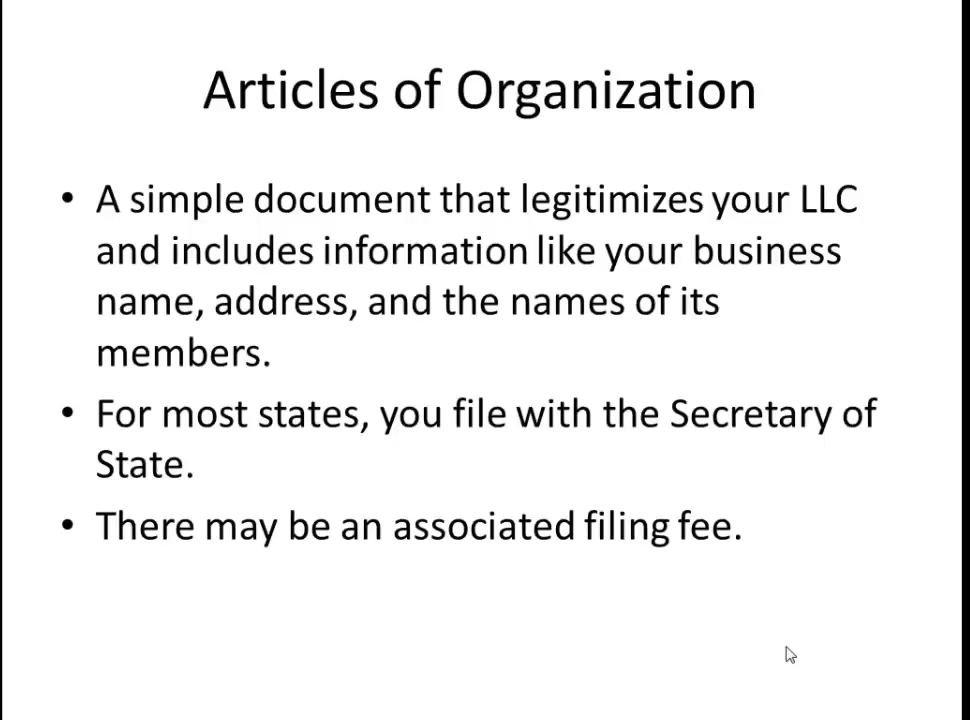 Articles of Organization
• A simple document that legitimizes your LLC
and includes information like your business
name, address, and the names of its
members.
• For most states, you file with the Secretary of
State.
• There may be an associated filing fee.